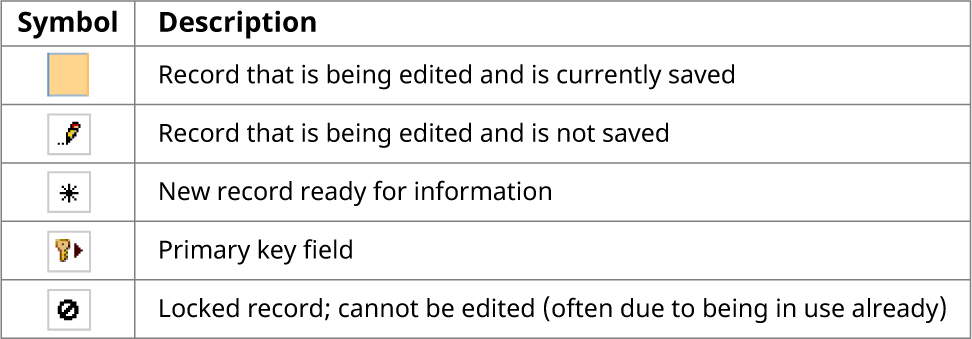 Symbol Description
Record that is being edited and is currently saved
Record that is being edited and is not saved
New record ready for information
Primary key field
Locked record; cannot be edited (often due to being in use already)